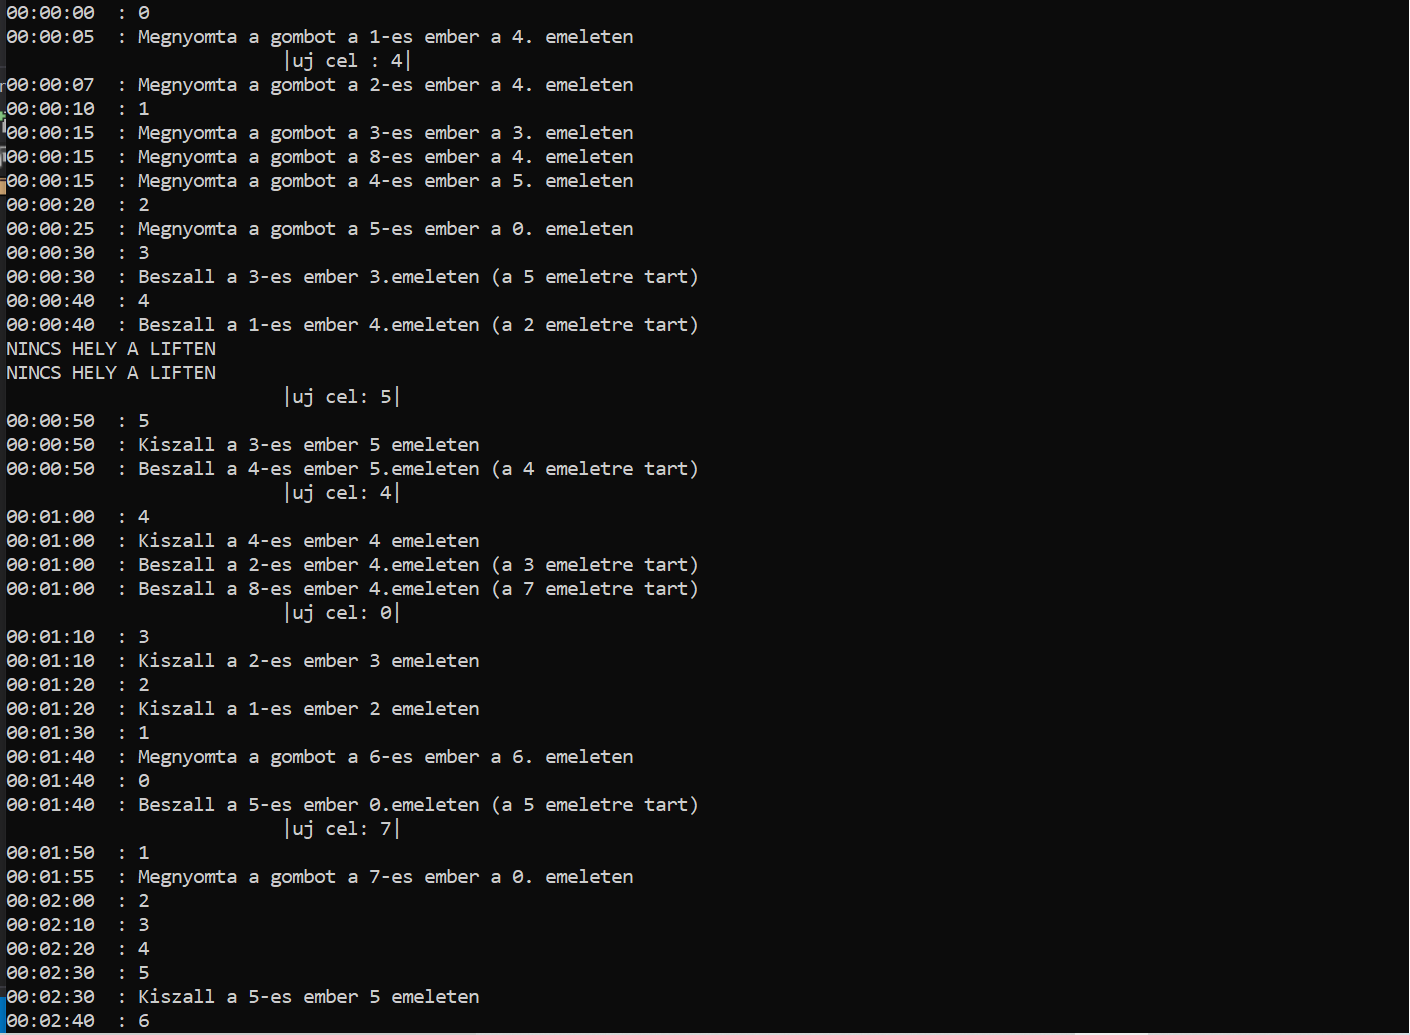 00:00:00  : 0
00:00:05  : Megnyomta a gombot a 1-es ember a 4. emeleten
|uj cel : 4|
00:00:07  : Megnyomta a gombot a 2-es ember a 4. emeleten
00:00:10  : 1
00:00:15  : Megnyomta a gombot a 3-es ember a 3. emeleten
00:00:15  : Megnyomta a gombot a 8-es ember a 4. emeleten
00:00:15  : Megnyomta a gombot a 4-es ember a 5. emeleten
00:00:20  : 2
00:00:25  : Megnyomta a gombot a 5-es ember a 0. emeleten
00:00:30  : 3
00:00:30  : Beszall a 3-es ember 3.emeleten (a 5 emeletre tart)
00:00:40  : 4
00:00:40  : Beszall a 1-es ember 4.emeleten (a 2 emeletre tart)
NINCS HELY A LIFTEN
NINCS HELY A LIFTEN
|uj cel: 5|
00:00:50  : 5
00:00:50  : Kiszall a 3-es ember 5 emeleten
00:00:50  : Beszall a 4-es ember 5.emeleten (a 4 emeletre tart)
|uj cel: 4|
00:01:00  : 4
00:01:00  : Kiszall a 4-es ember 4 emeleten
00:01:00  : Beszall a 2-es ember 4.emeleten (a 3 emeletre tart)
00:01:00  : Beszall a 8-es ember 4.emeleten (a 7 emeletre tart)
|uj cel: 0|
00:01:10  : 3
00:01:10  : Kiszall a 2-es ember 3 emeleten
00:01:20  : 2
00:01:20  : Kiszall a 1-es ember 2 emeleten
00:01:30  : 1
00:01:40  : Megnyomta a gombot a 6-es ember a 6. emeleten
00:01:40  : 0
00:01:40  : Beszall a 5-es ember 0.emeleten (a 5 emeletre tart)
|uj cel: 7|
00:01:50  : 1
00:01:55  : Megnyomta a gombot a 7-es ember a 0. emeleten
00:02:00  : 2
00:02:10  : 3
00:02:20  : 4
00:02:30  : 5
00:02:30  : Kiszall a 5-es ember 5 emeleten
00:02:40  : 6